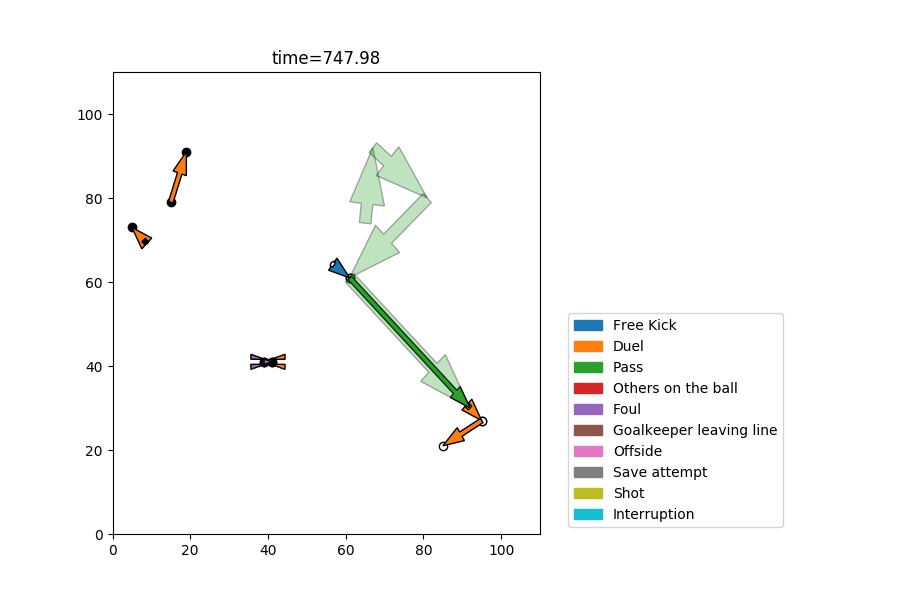 time=747.98
100
80
60
40
20
0
0 20 40 60 80 100
Free Kick
Duel
Pass
Others on the ball
Foul
Goalkeeper leaving line
Offside
Save attempt
Shot
Interruption